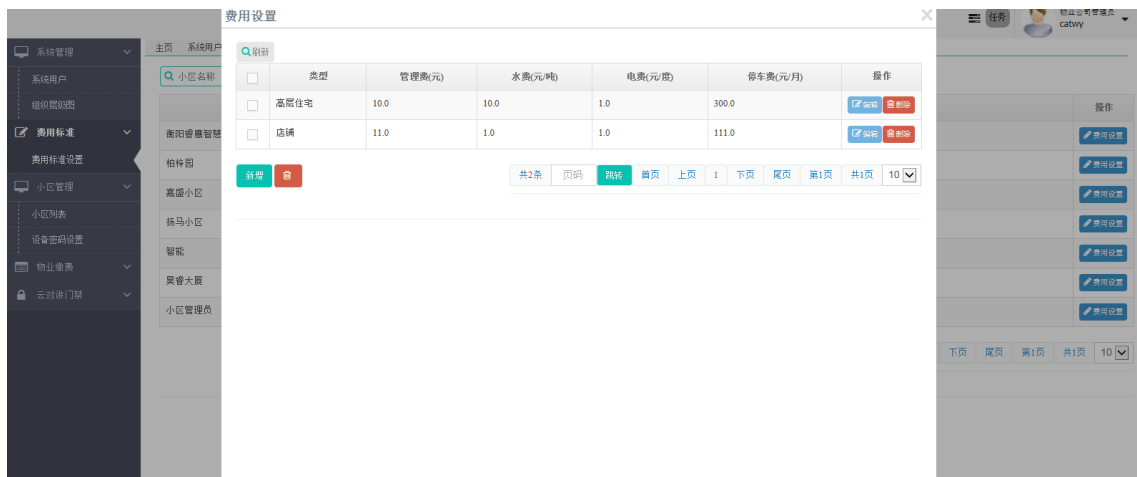 费用设置
任务
物业公司管理员
catwy
系统管理
系统用户
组织层级图
费用标准
费用标准设置
小区管理
小区列表
设备密码设置
物业缴费
云对讲门禁
主页 系统用户
小区名称
操作
衡阳睿鹰智慧
费用设置
柏梓园
费用设置
嘉盛小区
费用设置
扬马小区
费用设置
智能
费用设置
昊睿大厦
费用设置
小区管理员
费用设置
下页 尾页 第1页 共1页 10
刷新
类型 管理费(元) 水费(元/吨) 电费(元/度) 停车费(元/月) 操作
高层住宅 10.0 10.0 1.0 300.0 编辑 删除
店铺 11.0 1.0 1.0 111.0 编辑 删除
新增
共2条 页码 跳转 首页 上页 1 下页 尾页 第1页 共1页 10